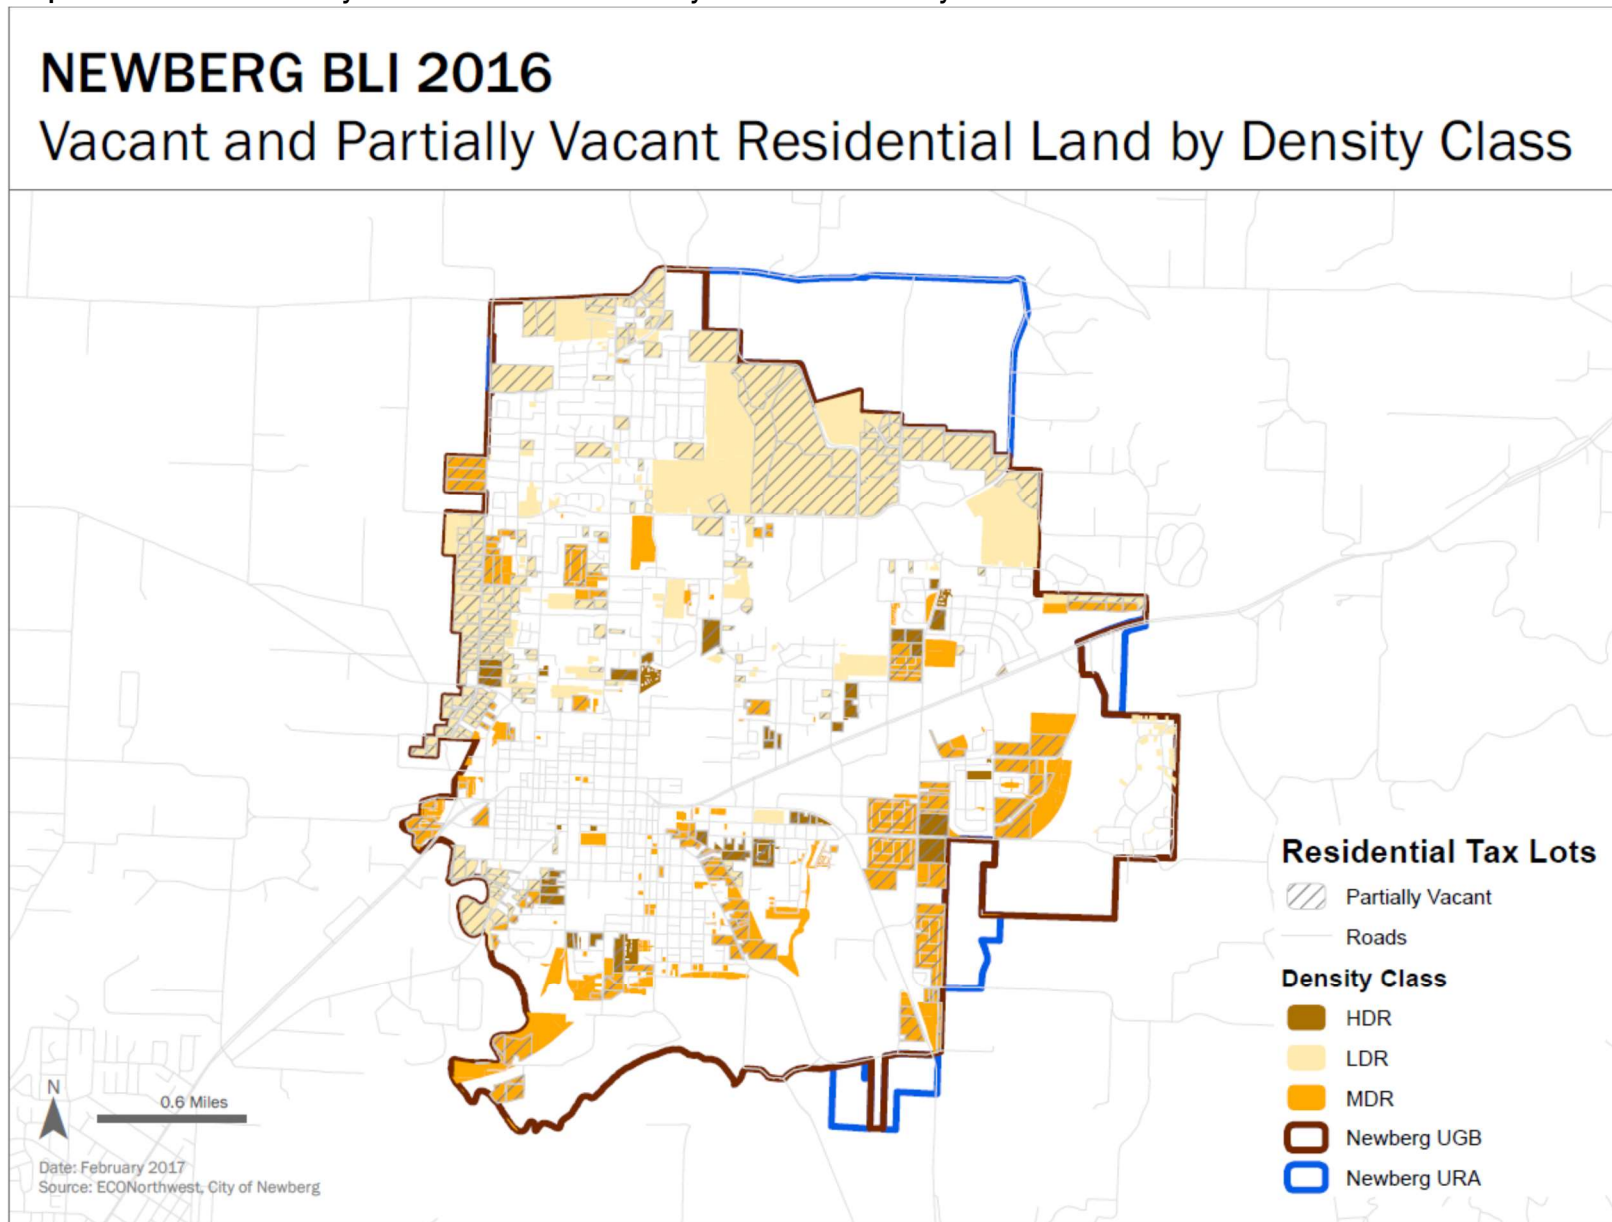 NEWBERG BLI 2016
Vacant and Partially Vacant Residential Land by Density Class
Residential Tax Lots
Partially Vacant
Roads
Density Class
HDR
LDR
MDR
Newberg UGB
Newberg URA
N
0.6 Miles
Date: February 2017
Source: ECONorthwest, City of Newberg